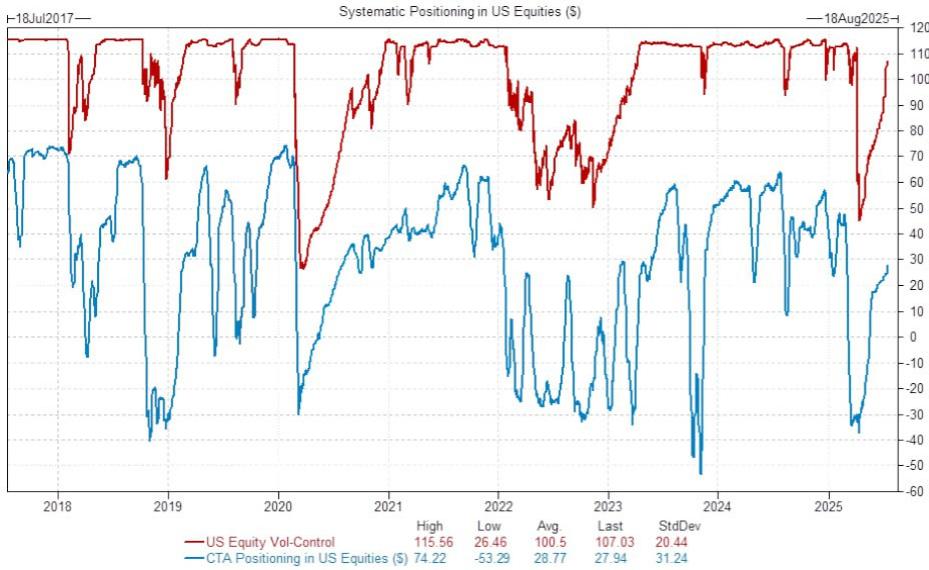 Systematic Positioning in US Equities ($)
18Jul2017
18Aug2025
120
110
100
90
80
70
60
50
40
30
20
10
0
-10
-20
-30
-40
-50
-60
2018 2019 2020 2021 2022 2023 2024 2025
High Low Avg. Last StdDev
US Equity Vol-Control 115.56 26.46 100.5 107.03 20.44
CTA Positioning in US Equities ($) 74.22 -53.29 28.77 27.94 31.24